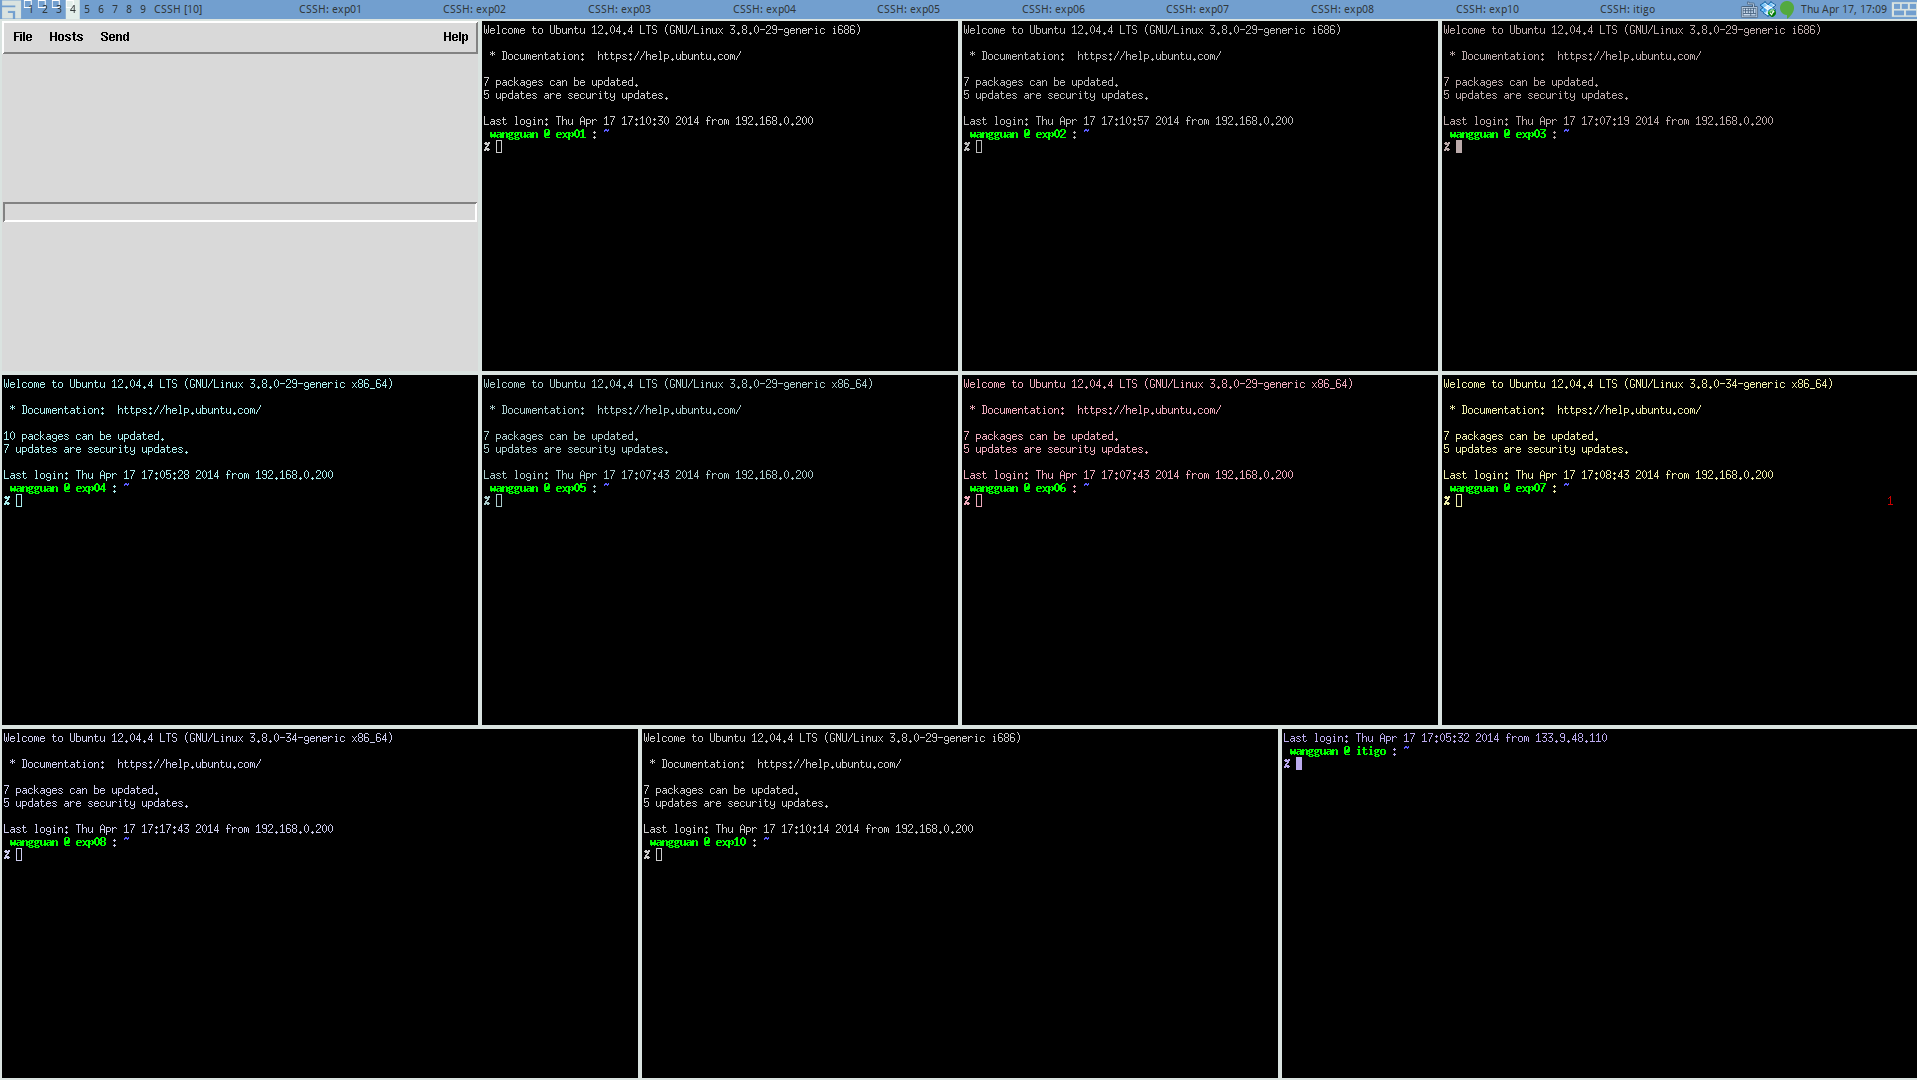 1 2 3 4 5 6 7 8 9 CSSH [10] CSSH: exp01 CSSH: exp02 CSSH: exp03 CSSH: exp04 CSSH: exp05 CSSH: exp06 CSSH: exp07 CSSH: exp08 CSSH: exp10 CSSH: itigo Thu Apr 17, 17:09
File Hosts Send Help
Welcome to Ubuntu 12.04.4 LTS (GNU/Linux 3.8.0-29-generic i686)
* Documentation: https://help.ubuntu.com/
7 packages can be updated.
5 updates are security updates.
Last login: Thu Apr 17 17:10:30 2014 from 192.168.0.200
wangguan @ exp01 : ~
%
Welcome to Ubuntu 12.04.4 LTS (GNU/Linux 3.8.0-29-generic i686)
* Documentation: https://help.ubuntu.com/
7 packages can be updated.
5 updates are security updates.
Last login: Thu Apr 17 17:10:57 2014 from 192.168.0.200
wangguan @ exp02 : ~
%
Welcome to Ubuntu 12.04.4 LTS (GNU/Linux 3.8.0-29-generic i686)
* Documentation: https://help.ubuntu.com/
7 packages can be updated.
5 updates are security updates.
Last login: Thu Apr 17 17:07:19 2014 from 192.168.0.200
wangguan @ exp03 : ~
%
Welcome to Ubuntu 12.04.4 LTS (GNU/Linux 3.8.0-29-generic x86_64)
* Documentation: https://help.ubuntu.com/
10 packages can be updated.
7 updates are security updates.
Last login: Thu Apr 17 17:05:28 2014 from 192.168.0.200
wangguan @ exp04 : ~
%
Welcome to Ubuntu 12.04.4 LTS (GNU/Linux 3.8.0-29-generic x86_64)
* Documentation: https://help.ubuntu.com/
7 packages can be updated.
5 updates are security updates.
Last login: Thu Apr 17 17:07:43 2014 from 192.168.0.200
wangguan @ exp05 : ~
%
Welcome to Ubuntu 12.04.4 LTS (GNU/Linux 3.8.0-29-generic x86_64)
* Documentation: https://help.ubuntu.com/
7 packages can be updated.
5 updates are security updates.
Last login: Thu Apr 17 17:07:43 2014 from 192.168.0.200
wangguan @ exp06 : ~
%
Welcome to Ubuntu 12.04.4 LTS (GNU/Linux 3.8.0-34-generic x86_64)
* Documentation: https://help.ubuntu.com/
7 packages can be updated.
5 updates are security updates.
Last login: Thu Apr 17 17:08:43 2014 from 192.168.0.200
wangguan @ exp07 : ~
% 1
Welcome to Ubuntu 12.04.4 LTS (GNU/Linux 3.8.0-34-generic x86_64)
* Documentation: https://help.ubuntu.com/
7 packages can be updated.
5 updates are security updates.
Last login: Thu Apr 17 17:17:43 2014 from 192.168.0.200
wangguan @ exp08 : ~
%
Welcome to Ubuntu 12.04.4 LTS (GNU/Linux 3.8.0-29-generic i686)
* Documentation: https://help.ubuntu.com/
7 packages can be updated.
5 updates are security updates.
Last login: Thu Apr 17 17:10:14 2014 from 192.168.0.200
wangguan @ exp10 : ~
%
Last login: Thu Apr 17 17:05:32 2014 from 133.9.48.110
wangguan @ itigo : ~
%